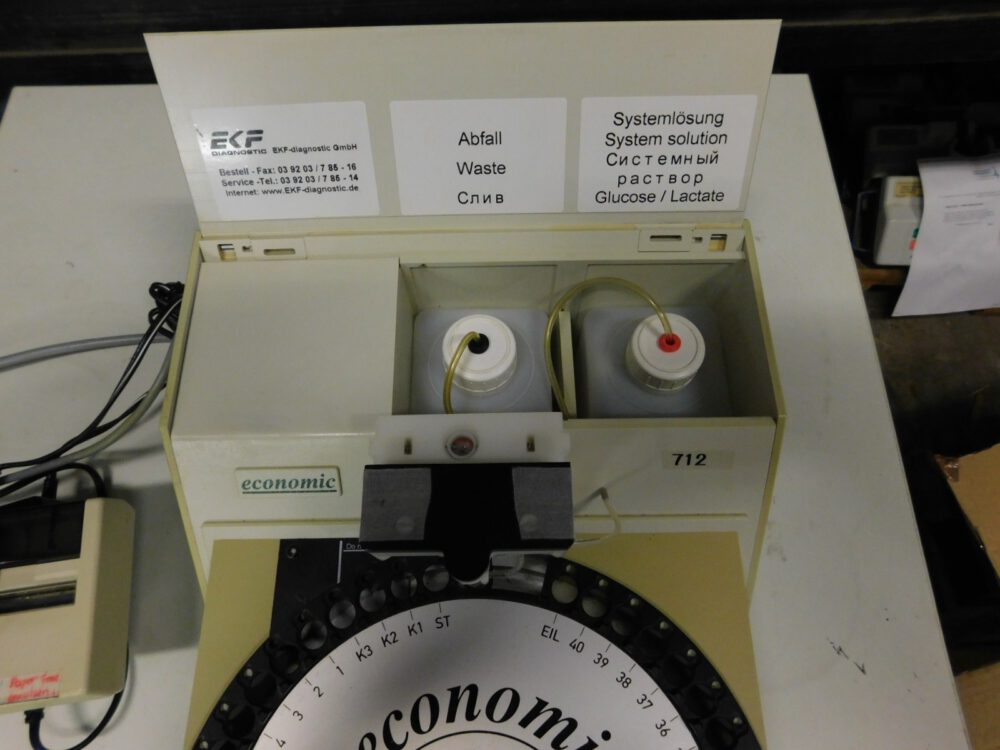 EKF
DIAGNOSTIC EKF-diagnostic GmbH
Bestell - Fax: 03 92 03 / 7 85 - 16
Service -Tel.: 03 92 03 / 7 85 - 14
Internet: www.EKF-diagnostic.de
Abfall
Waste
Слив
Systemlösung
System solution
Системный
раствор
Glucose / Lactate
economic
712
Do n
4 3 2 1 K3 K2 K1 ST EIL 40 39 38 37 36
economic